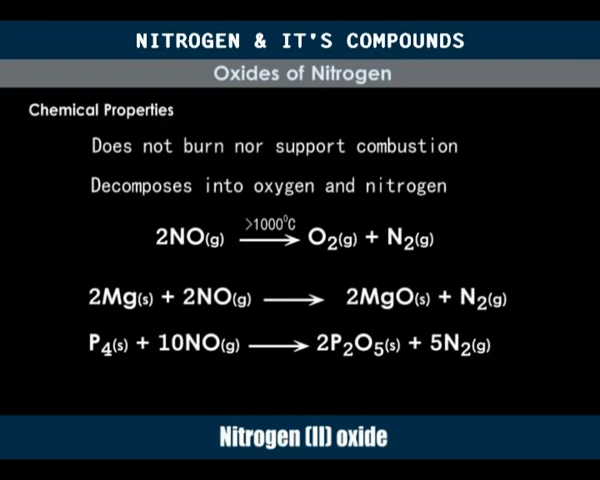 NITROGEN & IT'S COMPOUNDS
Oxides of Nitrogen
Chemical Properties
Does not burn nor support combustion
Decomposes into oxygen and nitrogen
>1000⁰C
2NO(g) ⟶ O₂(g) + N₂(g)
2Mg(s) + 2NO(g) ⟶ 2MgO(s) + N₂(g)
P₄(s) + 10NO(g) ⟶ 2P₂O₅(s) + 5N₂(g)
Nitrogen (II) oxide